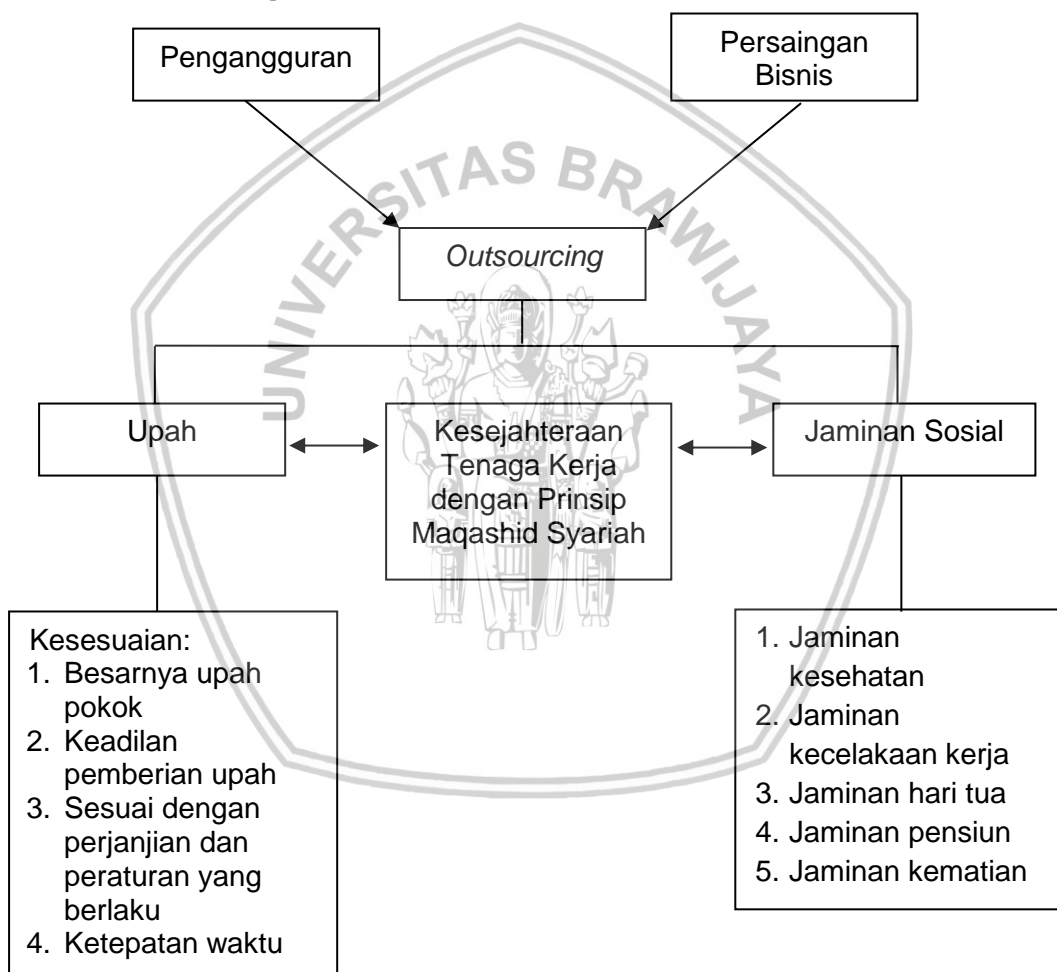 Pengangguran
Persaingan
Bisnis
UNIVERSITAS BRAWIJAYA
Outsourcing
Upah
Kesejahteraan
Tenaga Kerja
dengan Prinsip
Maqashid Syariah
Jaminan Sosial
Kesesuaian:
1. Besarnya upah
pokok
2. Keadilan
pemberian upah
3. Sesuai dengan
perjanjian dan
peraturan yang
berlaku
4. Ketepatan waktu
1. Jaminan
kesehatan
2. Jaminan
kecelakaan kerja
3. Jaminan hari tua
4. Jaminan pensiun
5. Jaminan kematian